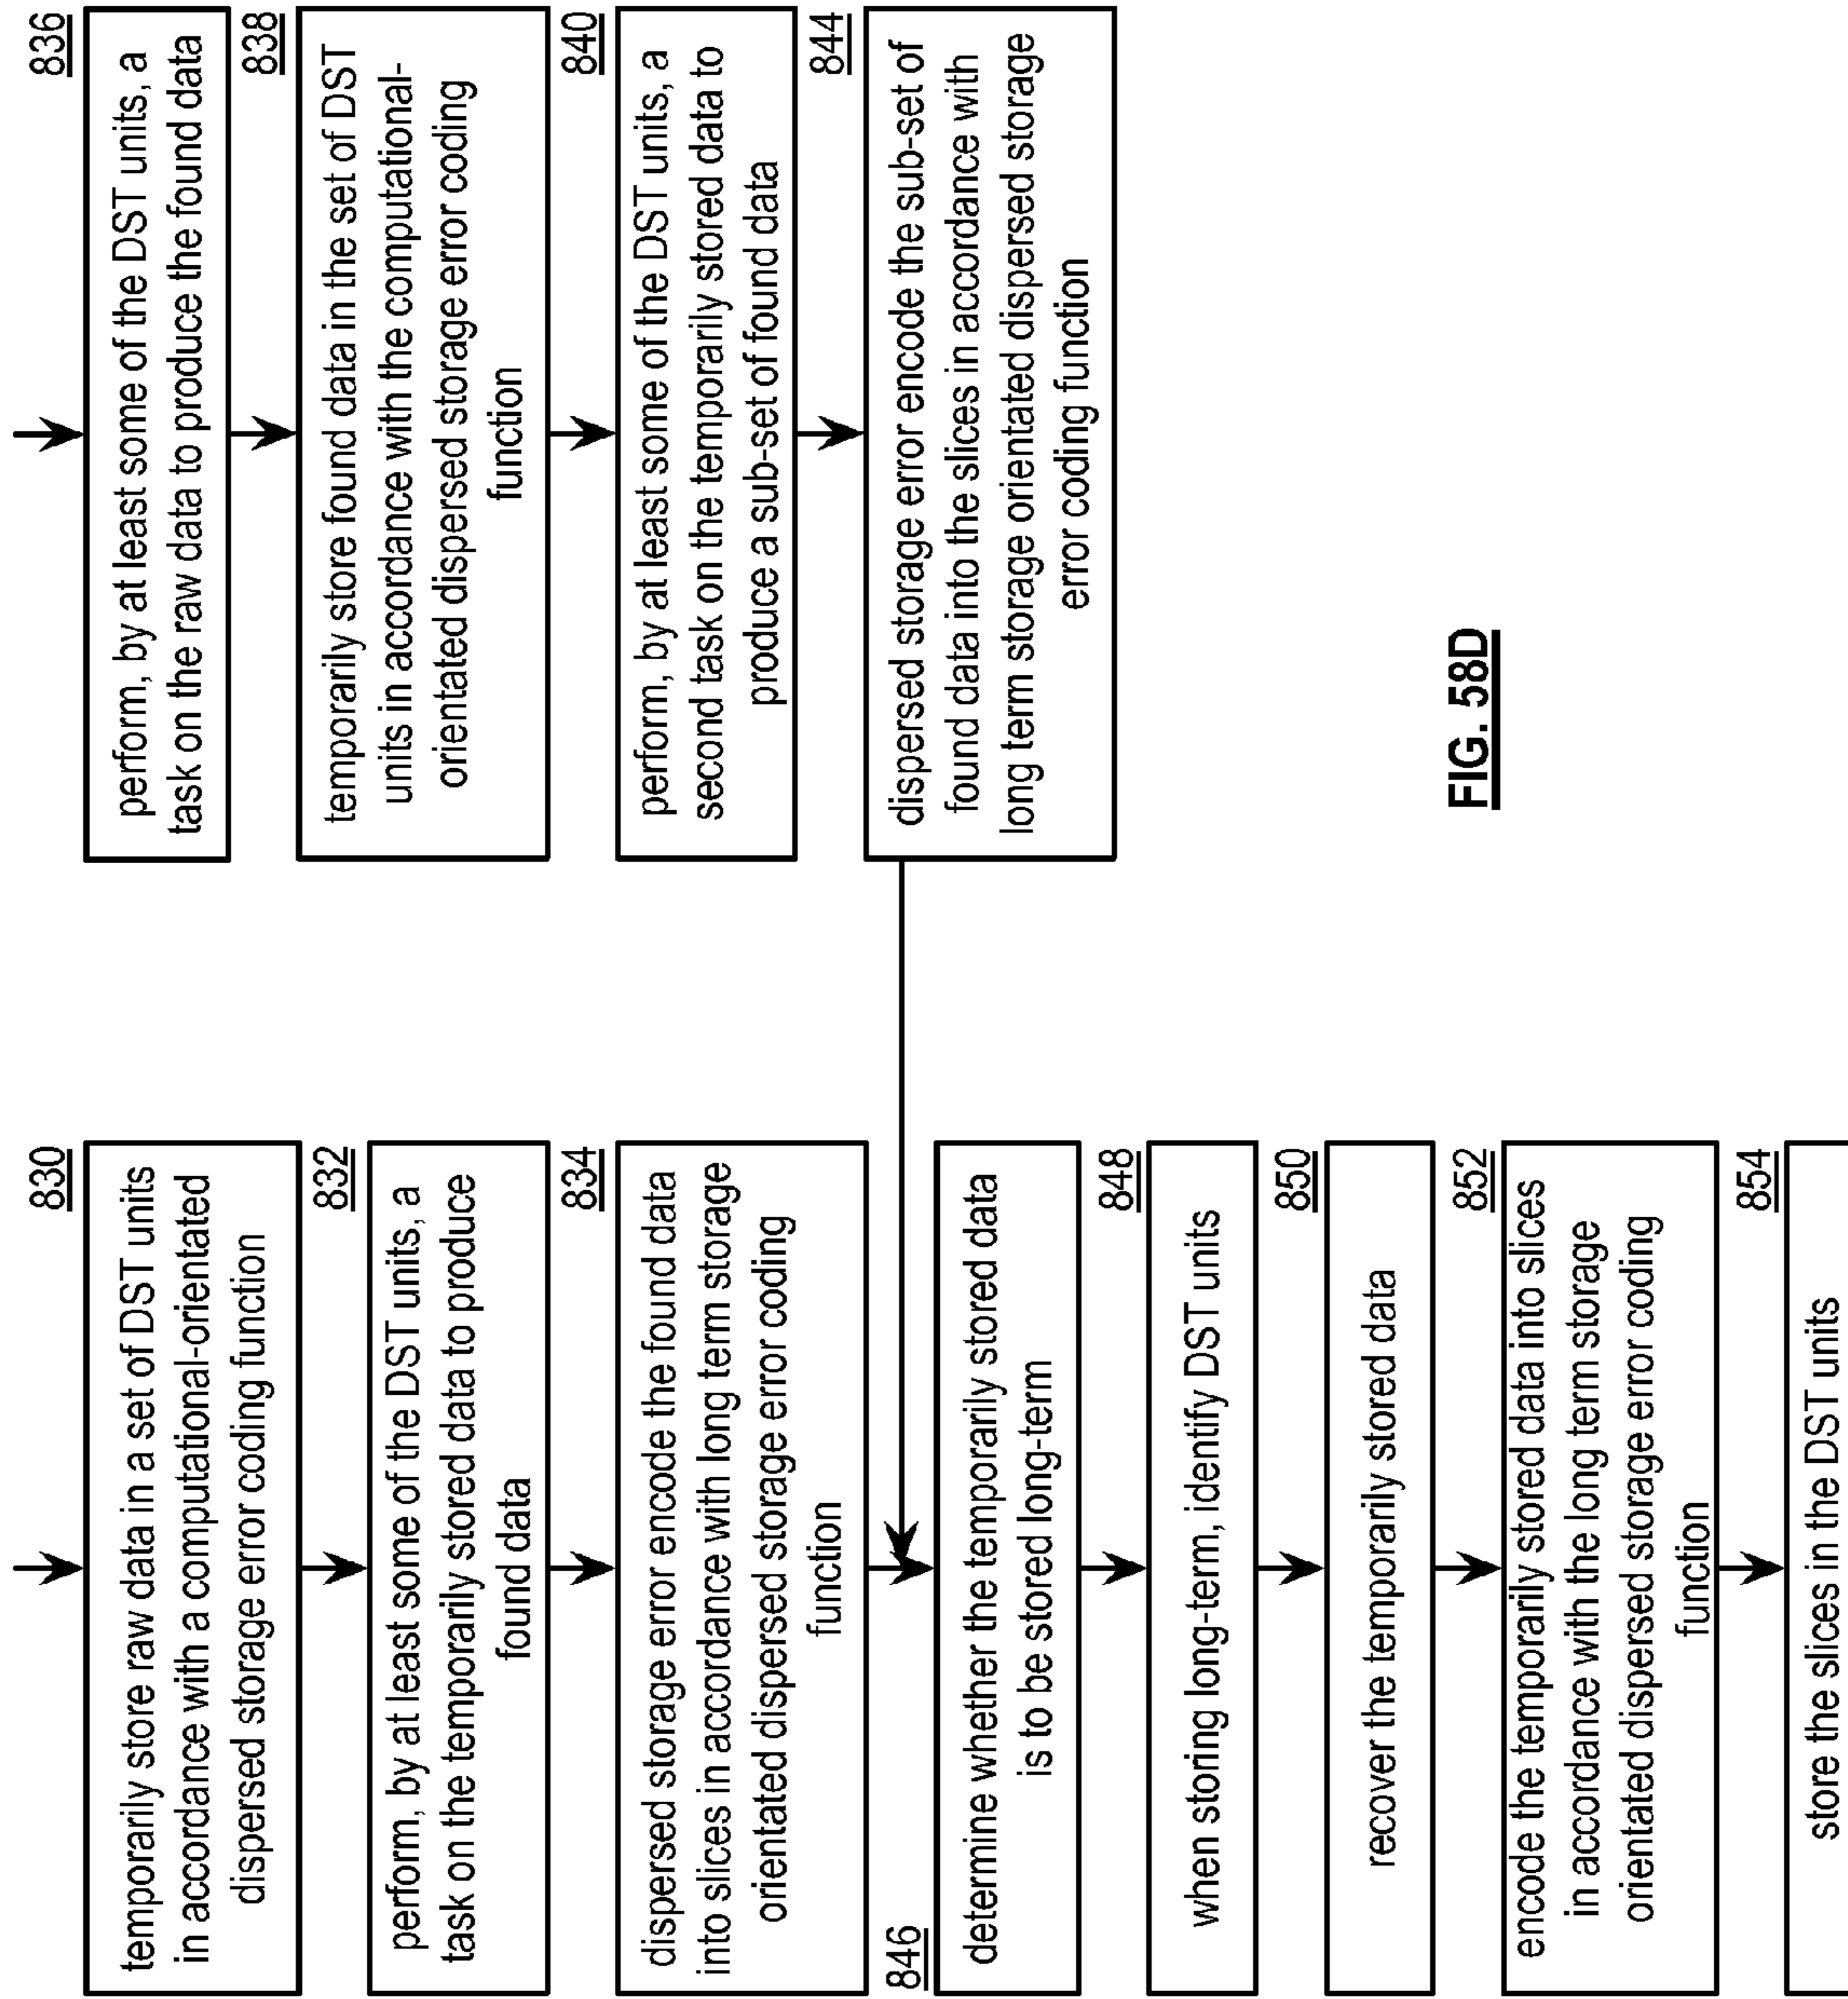 830
temporarily store raw data in a set of DST units
in accordance with a computational-orientated
dispersed storage error coding function
832
perform, by at least some of the DST units, a
task on the temporarily stored data to produce
found data
834
dispersed storage error encode the found data
into slices in accordance with long term storage
orientated dispersed storage error coding
function
846
determine whether the temporarily stored data
is to be stored long-term
848
when storing long-term, identify DST units
850
recover the temporarily stored data
852
encode the temporarily stored data into slices
in accordance with the long term storage
orientated dispersed storage error coding
function
854
store the slices in the DST units
836
perform, by at least some of the DST units, a
task on the raw data to produce the found data
838
temporarily store found data in the set of DST
units in accordance with the computational-
orientated dispersed storage error coding
function
840
perform, by at least some of the DST units, a
second task on the temporarily stored data to
produce a sub-set of found data
844
dispersed storage error encode the sub-set of
found data into the slices in accordance with
long term storage orientated dispersed storage
error coding function
FIG. 58D